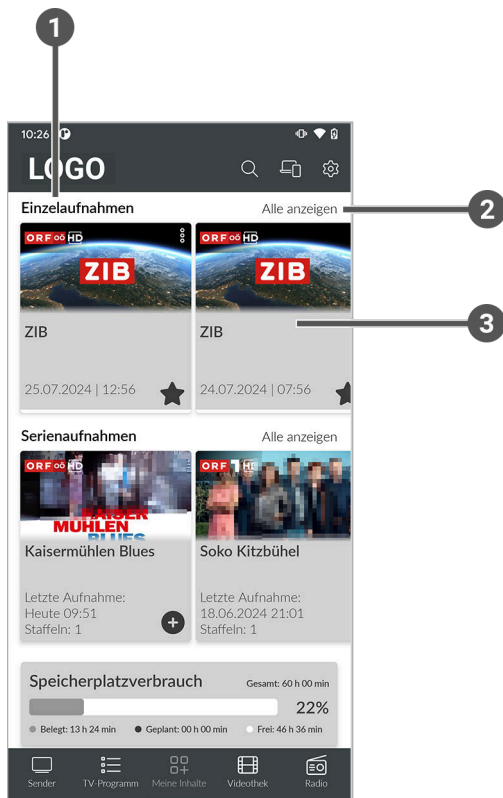 1
10:26
LOGO
Einzelaufnahmen
Alle anzeigen
2
ORF oö HD
ZIB
ORF oö HD
ZIB
3
ZIB
ZIB
25.07.2024 | 12:56
24.07.2024 | 07:56
Serienaufnahmen
Alle anzeigen
ORF oö HD
KAISER
MÜHLEN
BLUES
ORF 1 HD
Kaisermühlen Blues
Soko Kitzbühel
Letzte Aufnahme:
Heute 09:51
Staffeln: 1
Letzte Aufnahme:
18.06.2024 21:01
Staffeln: 1
Speicherplatzverbrauch
Gesamt: 60 h 00 min
22%
Belegt: 13 h 24 min
Geplant: 00 h 00 min
Frei: 46 h 36 min
Sender
TV-Programm
Meine Inhalte
Videothek
Radio